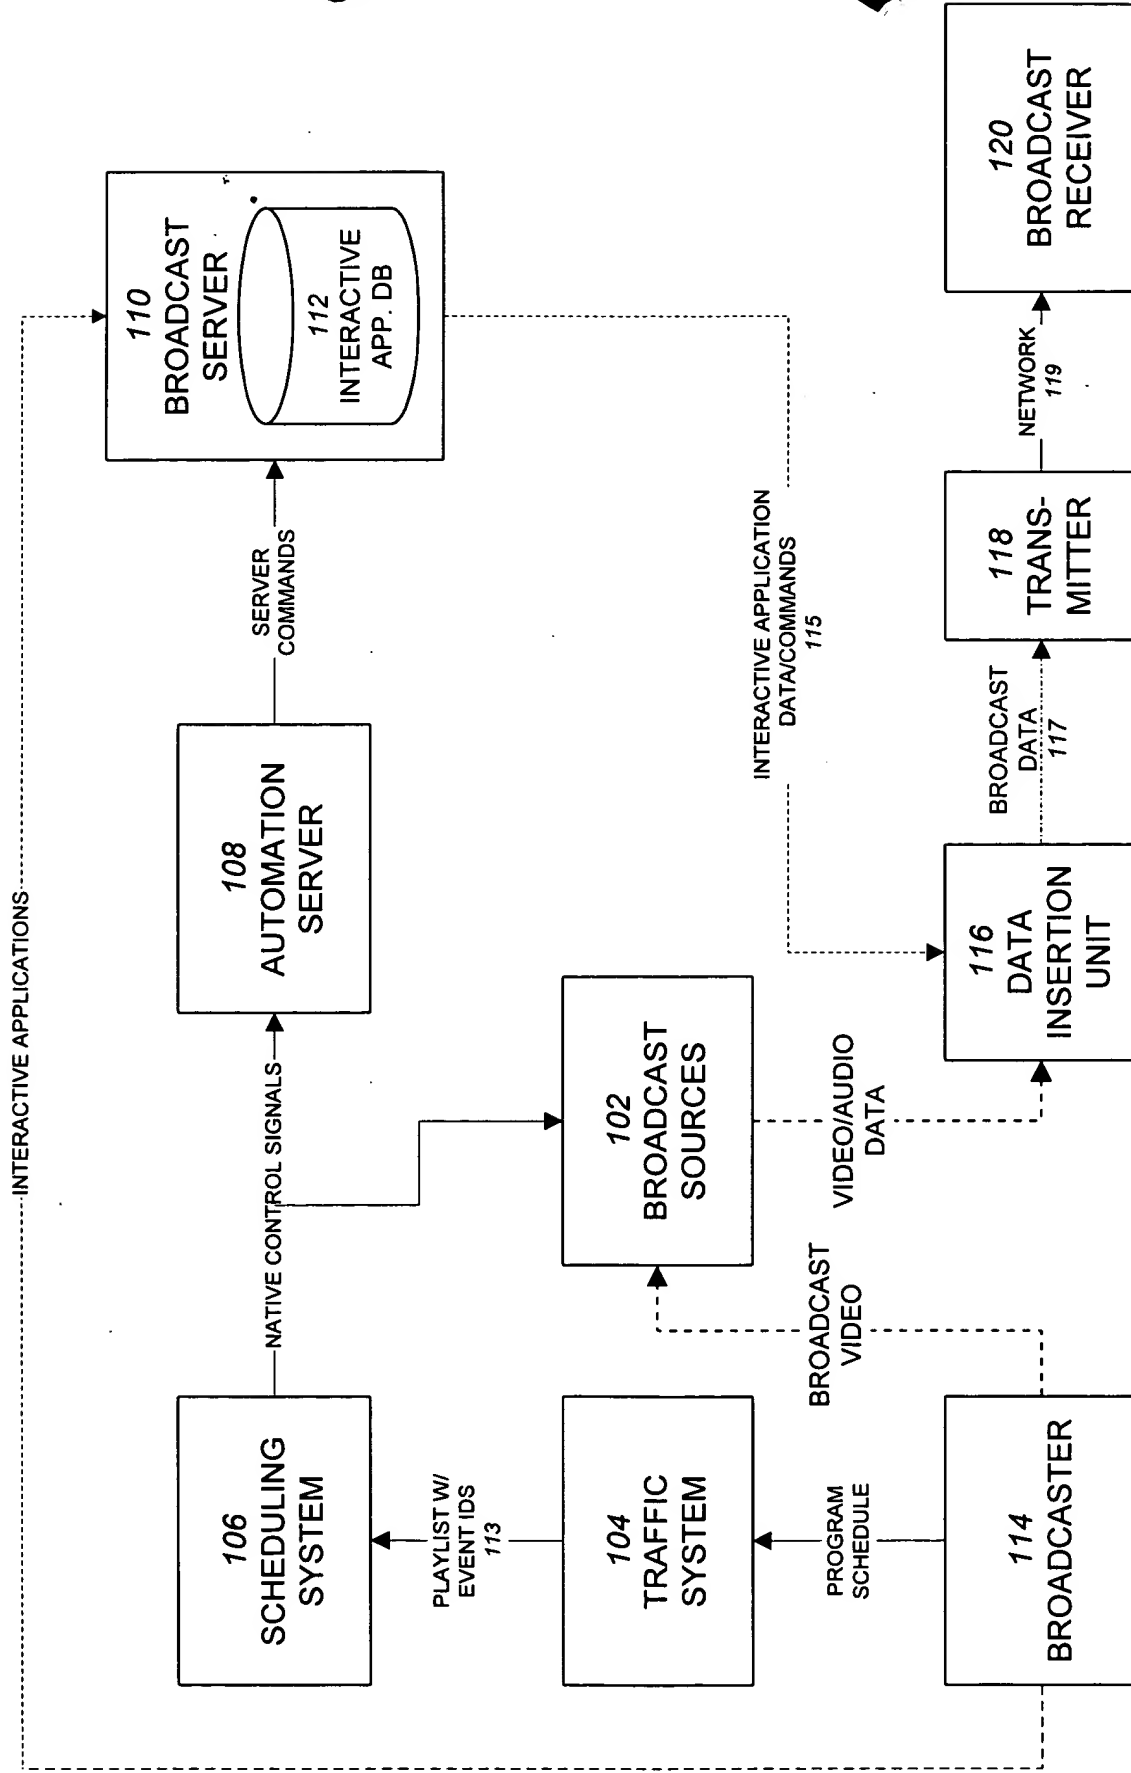 INTERACTIVE APPLICATIONS
106
SCHEDULING
SYSTEM
NATIVE CONTROL SIGNALS
108
AUTOMATION
SERVER
SERVER
COMMANDS
110
BROADCAST
SERVER
112
INTERACTIVE
APP. DB
PLAYLIST W/
EVENT IDS
113
104
TRAFFIC
SYSTEM
102
BROADCAST
SOURCES
PROGRAM
SCHEDULE
BROADCAST
VIDEO
VIDEO/AUDIO
DATA
INTERACTIVE APPLICATION
DATA/COMMANDS
115
114
BROADCASTER
116
DATA
INSERTION
UNIT
BROADCAST
DATA
117
118
TRANS-
MITTER
NETWORK
119
120
BROADCAST
RECEIVER